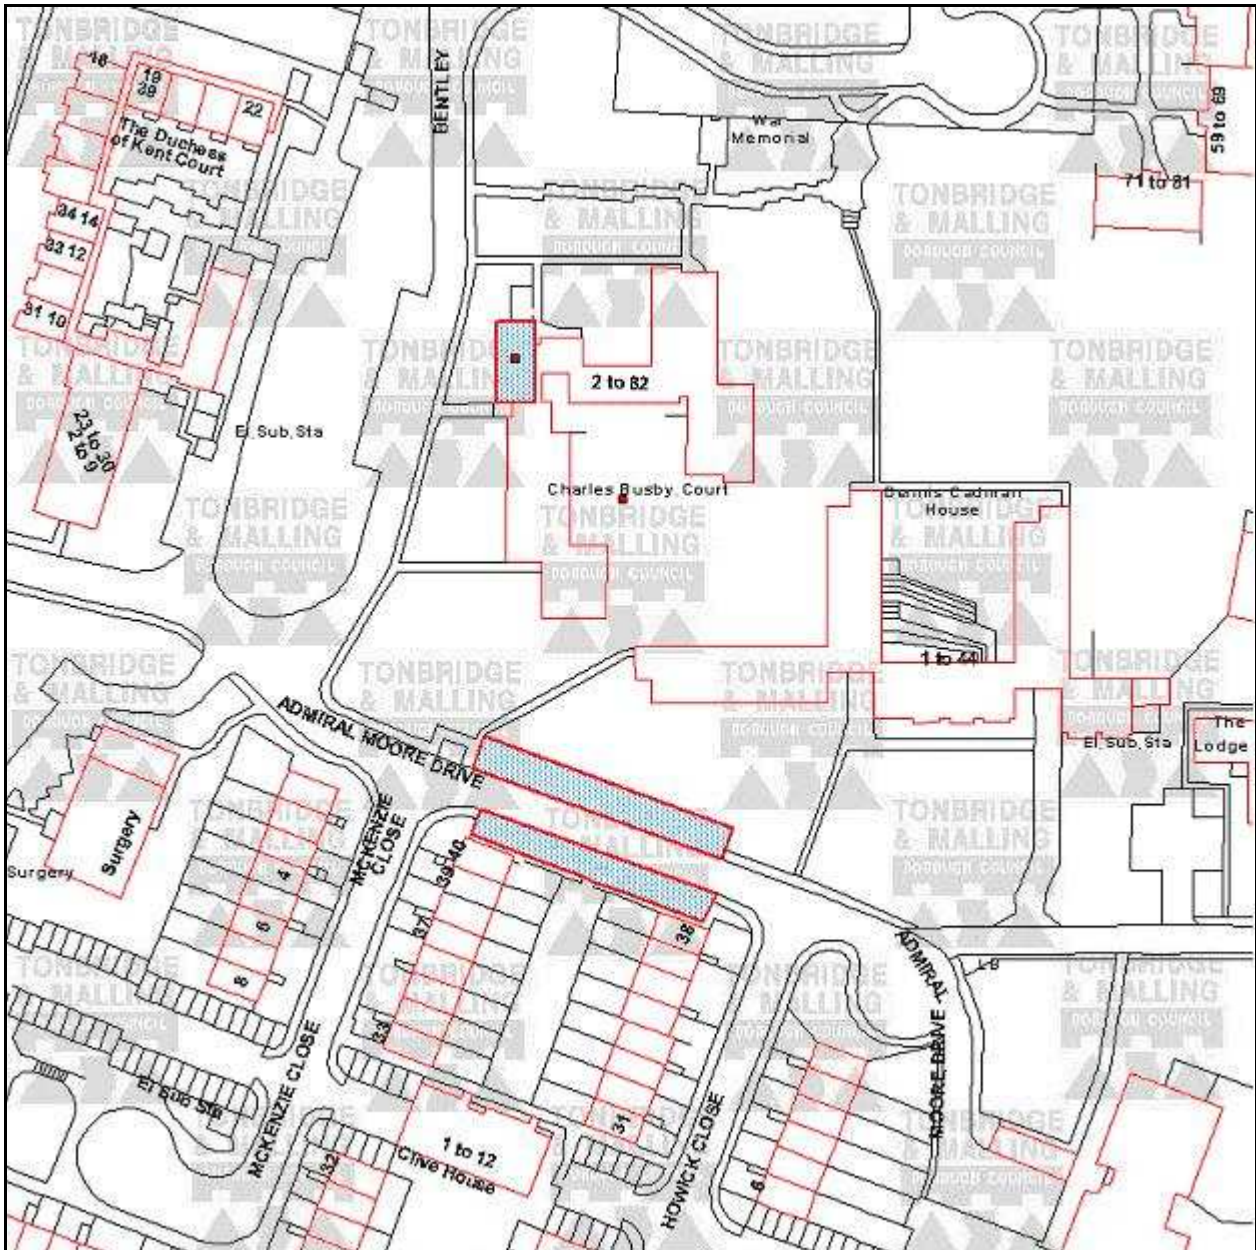 TONBRIDGE
& MALLING
BOROUGH COUNCIL
18
19
39
22
The Duchess
of Kent Court
34 14
33 12
31 10
23 to 30
2 to 9
El Sub Sta
BENTLEY
War
Memorial
59 to 69
71 to 81
2 to 82
Charles Busby Court
Dennis Cadman
House
1 to 44
El Sub Sta
The
Lodge
ADMIRAL MOORE DRIVE
MCKENZIE
CLOSE
Surgery
Surgery
4
6
8
39 40
37
33
38
31
ADMIRAL
MOORE DRIVE
LB
El Sub Sta
MCKENZIE CLOSE
32
1 to 12
Clive House
HOWICK CLOSE
6